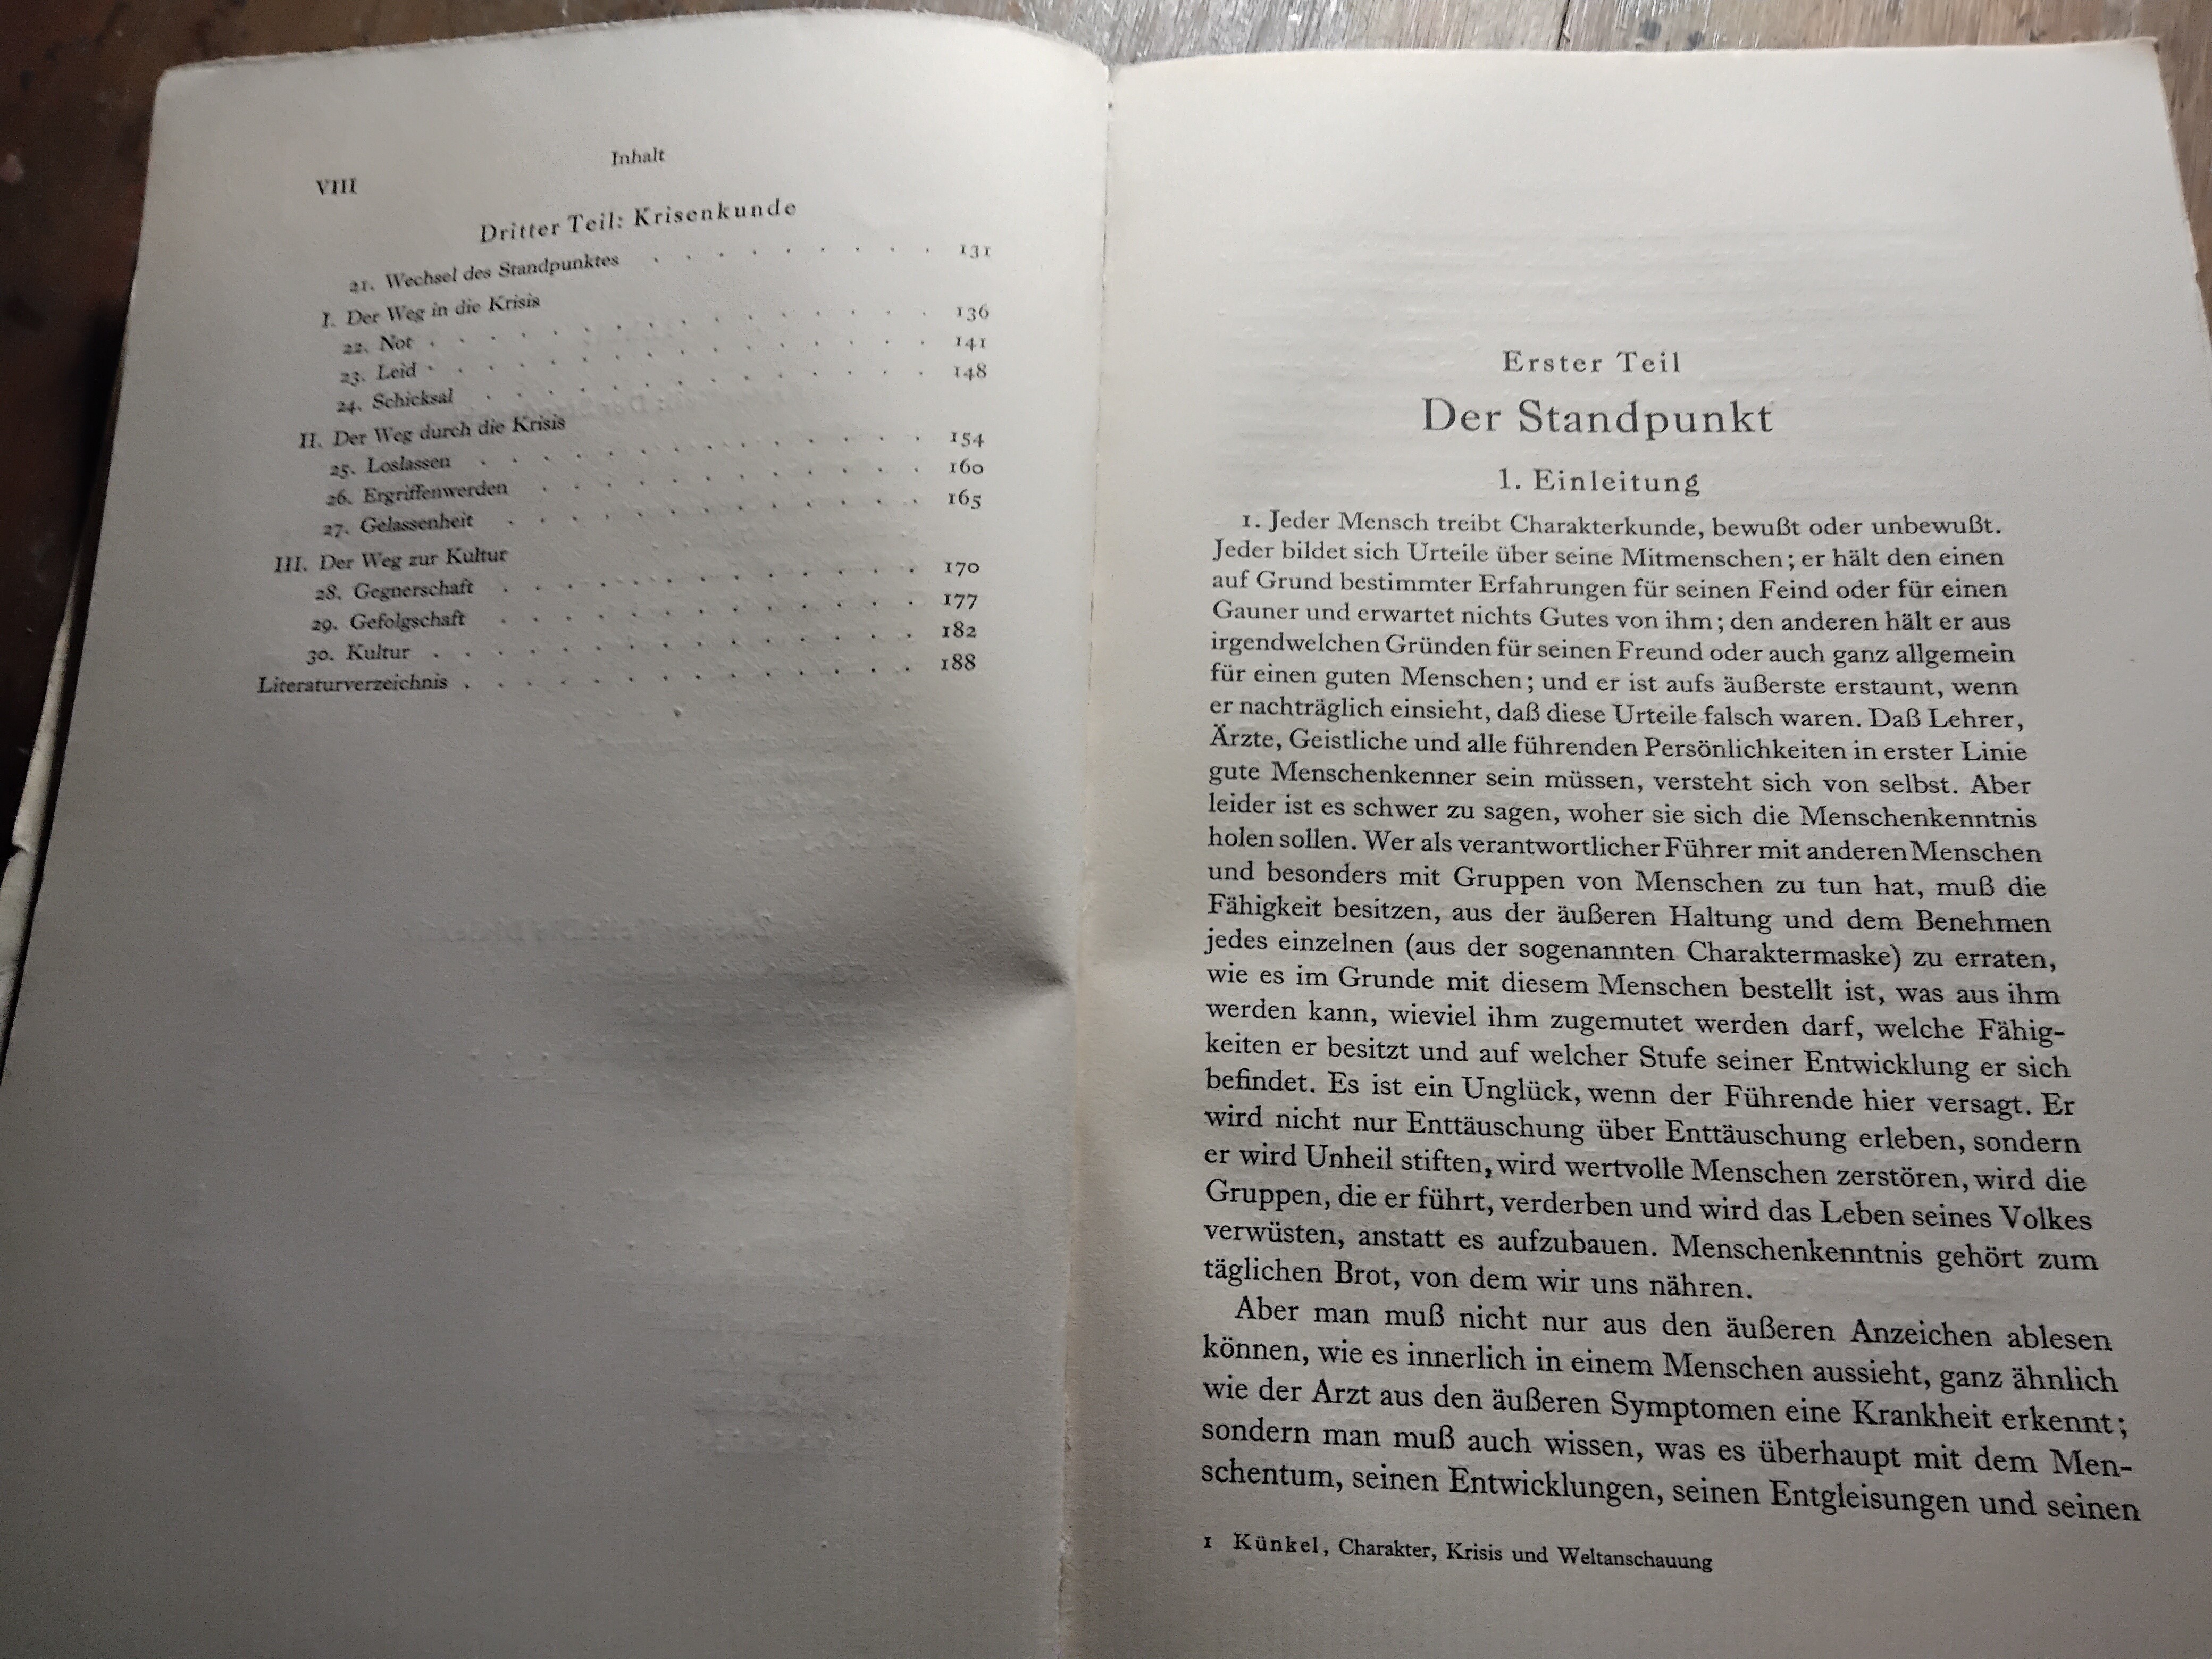 VIII
Inhalt
Dritter Teil: Krisenkunde
21. Wechsel des Standpunktes . . . . . . . . . 131
I. Der Weg in die Krisis
22. Not . . . . . . . . . . . . . . . . 136
23. Leid . . . . . . . . . . . . . . . . 141
24. Schicksal . . . . . . . . . . . . . . 148
II. Der Weg durch die Krisis
25. Loslassen . . . . . . . . . . . . . . 154
26. Ergriffenwerden . . . . . . . . . . . . 160
27. Gelassenheit . . . . . . . . . . . . . 165
III. Der Weg zur Kultur
28. Gegnerschaft . . . . . . . . . . . . . 170
29. Gefolgschaft . . . . . . . . . . . . . 177
30. Kultur . . . . . . . . . . . . . . . 182
Literaturverzeichnis . . . . . . . . . . . . . . 188
Erster Teil
Der Standpunkt
1. Einleitung
1. Jeder Mensch treibt Charakterkunde, bewußt oder unbewußt.
Jeder bildet sich Urteile über seine Mitmenschen; er hält den einen
auf Grund bestimmter Erfahrungen für seinen Feind oder für einen
Gauner und erwartet nichts Gutes von ihm; den anderen hält er aus
irgendwelchen Gründen für seinen Freund oder auch ganz allgemein
für einen guten Menschen; und er ist aufs äußerste erstaunt, wenn
er nachträglich einsieht, daß diese Urteile falsch waren. Daß Lehrer,
Ärzte, Geistliche und alle führenden Persönlichkeiten in erster Linie
gute Menschenkenner sein müssen, versteht sich von selbst. Aber
leider ist es schwer zu sagen, woher sie sich die Menschenkenntnis
holen sollen. Wer als verantwortlicher Führer mit anderen Menschen
und besonders mit Gruppen von Menschen zu tun hat, muß die
Fähigkeit besitzen, aus der äußeren Haltung und dem Benehmen
jedes einzelnen (aus der sogenannten Charaktermaske) zu erraten,
wie es im Grunde mit diesem Menschen bestellt ist, was aus ihm
werden kann, wieviel ihm zugemutet werden darf, welche Fähig-
keiten er besitzt und auf welcher Stufe seiner Entwicklung er sich
befindet. Es ist ein Unglück, wenn der Führende hier versagt. Er
wird nicht nur Enttäuschung über Enttäuschung erleben, sondern
er wird Unheil stiften, wird wertvolle Menschen zerstören, wird die
Gruppen, die er führt, verderben und wird das Leben seines Volkes
verwüsten, anstatt es aufzubauen. Menschenkenntnis gehört zum
täglichen Brot, von dem wir uns nähren.
Aber man muß nicht nur aus den äußeren Anzeichen ablesen
können, wie es innerlich in einem Menschen aussieht, ganz ähnlich
wie der Arzt aus den äußeren Symptomen eine Krankheit erkennt;
sondern man muß auch wissen, was es überhaupt mit dem Men-
schentum, seinen Entwicklungen, seinen Entgleisungen und seinen
1 Künkel, Charakter, Krisis und Weltanschauung